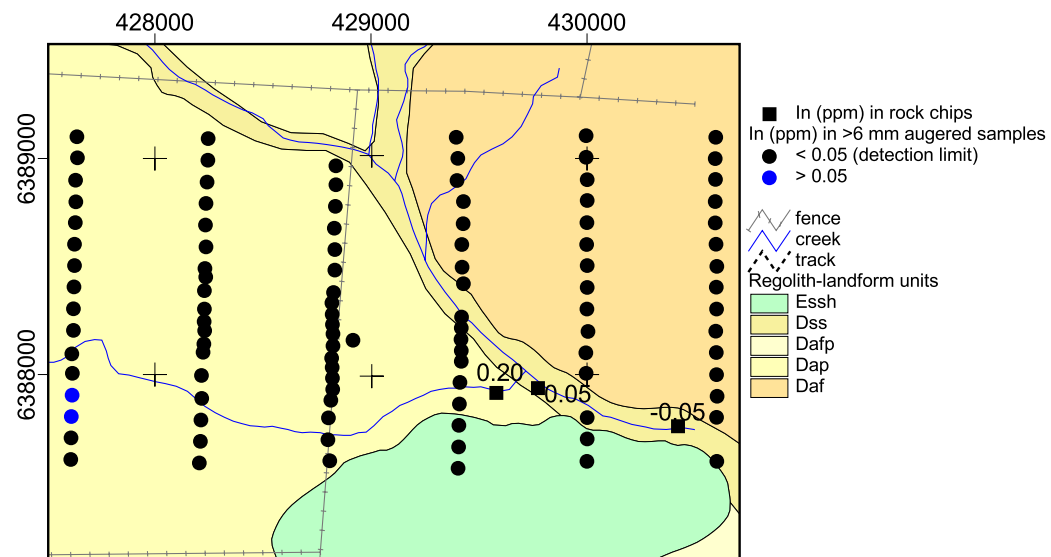 428000 429000 430000
6389000
6388000
0.20
-0.05
-0.05
In (ppm) in rock chips
In (ppm) in >6 mm augered samples
< 0.05 (detection limit)
> 0.05
fence
creek
track
Regolith-landform units
Essh
Dss
Dafp
Dap
Daf